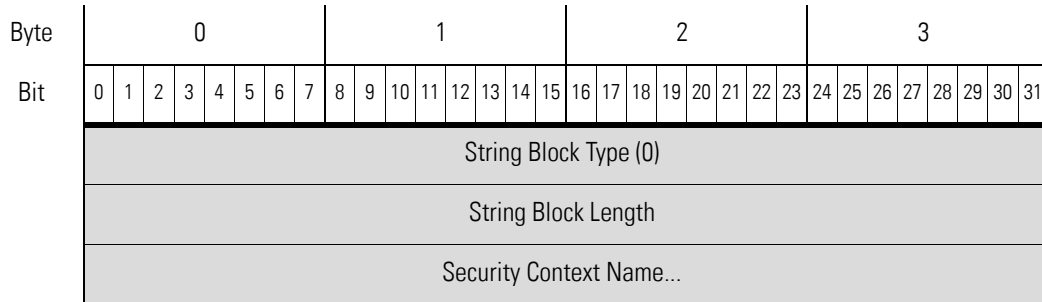 Byte 0 1 2 3
Bit 0 1 2 3 4 5 6 7 8 9 10 11 12 13 14 15 16 17 18 19 20 21 22 23 24 25 26 27 28 29 30 31
String Block Type (0)
String Block Length
Security Context Name...